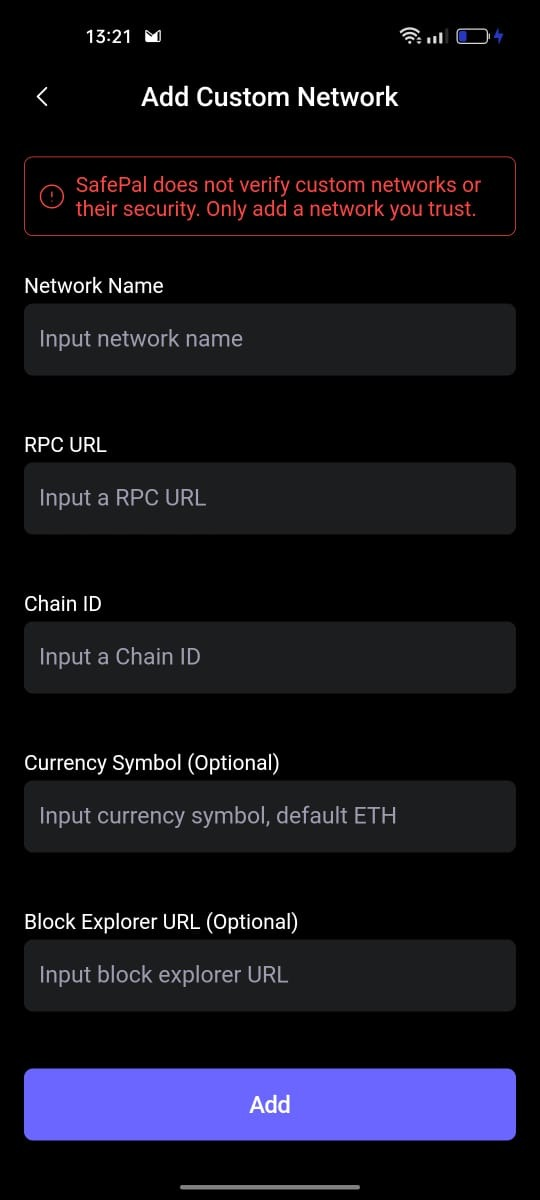 13:21
Add Custom Network
SafePal does not verify custom networks or
their security. Only add a network you trust.
Network Name
Input network name
RPC URL
Input a RPC URL
Chain ID
Input a Chain ID
Currency Symbol (Optional)
Input currency symbol, default ETH
Block Explorer URL (Optional)
Input block explorer URL
Add